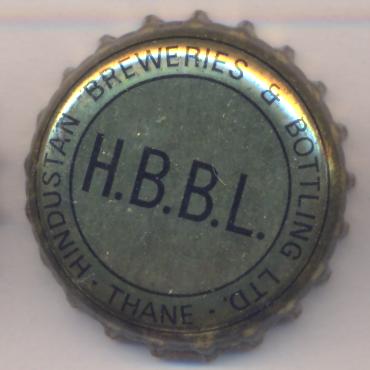 HINDUSTAN BREWERIES & BOTTLING LTD.
H.B.B.L.
· THANE ·